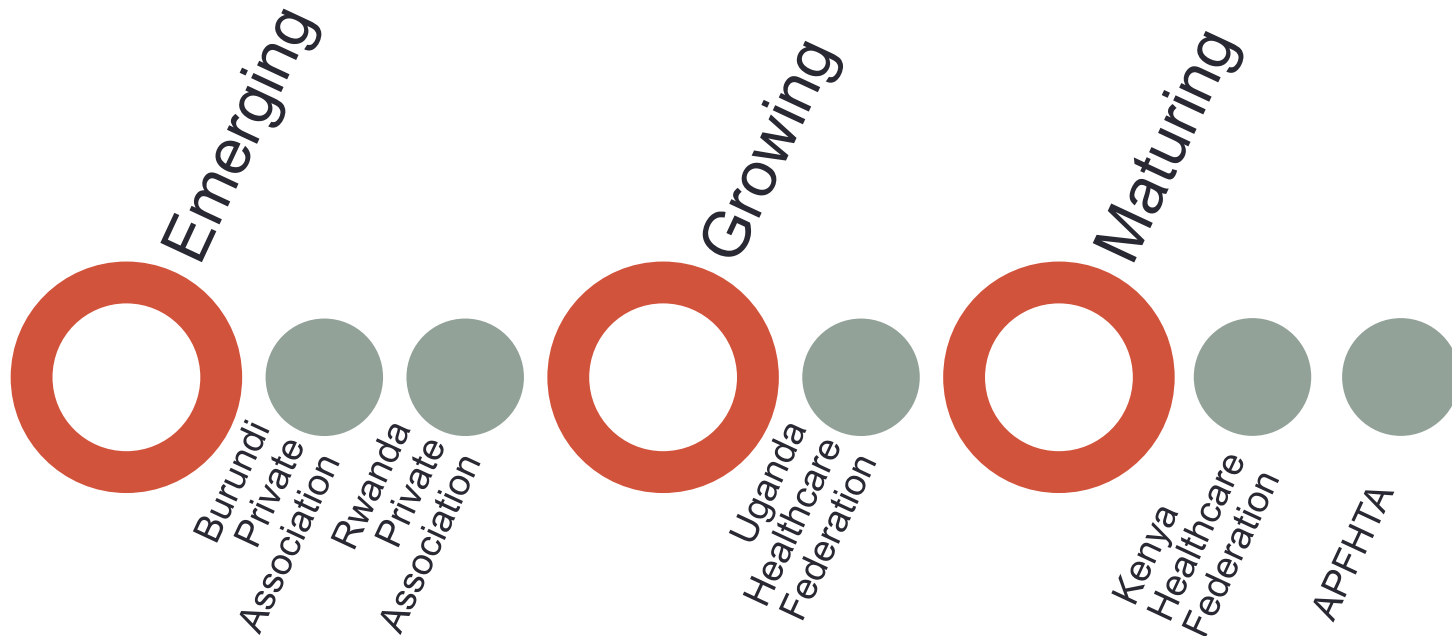 Emerging
Burundi
Private
Association
Rwanda
Private
Association
Growing
Uganda
Healthcare
Federation
Maturing
Kenya
Healthcare
Federation
APFHTA